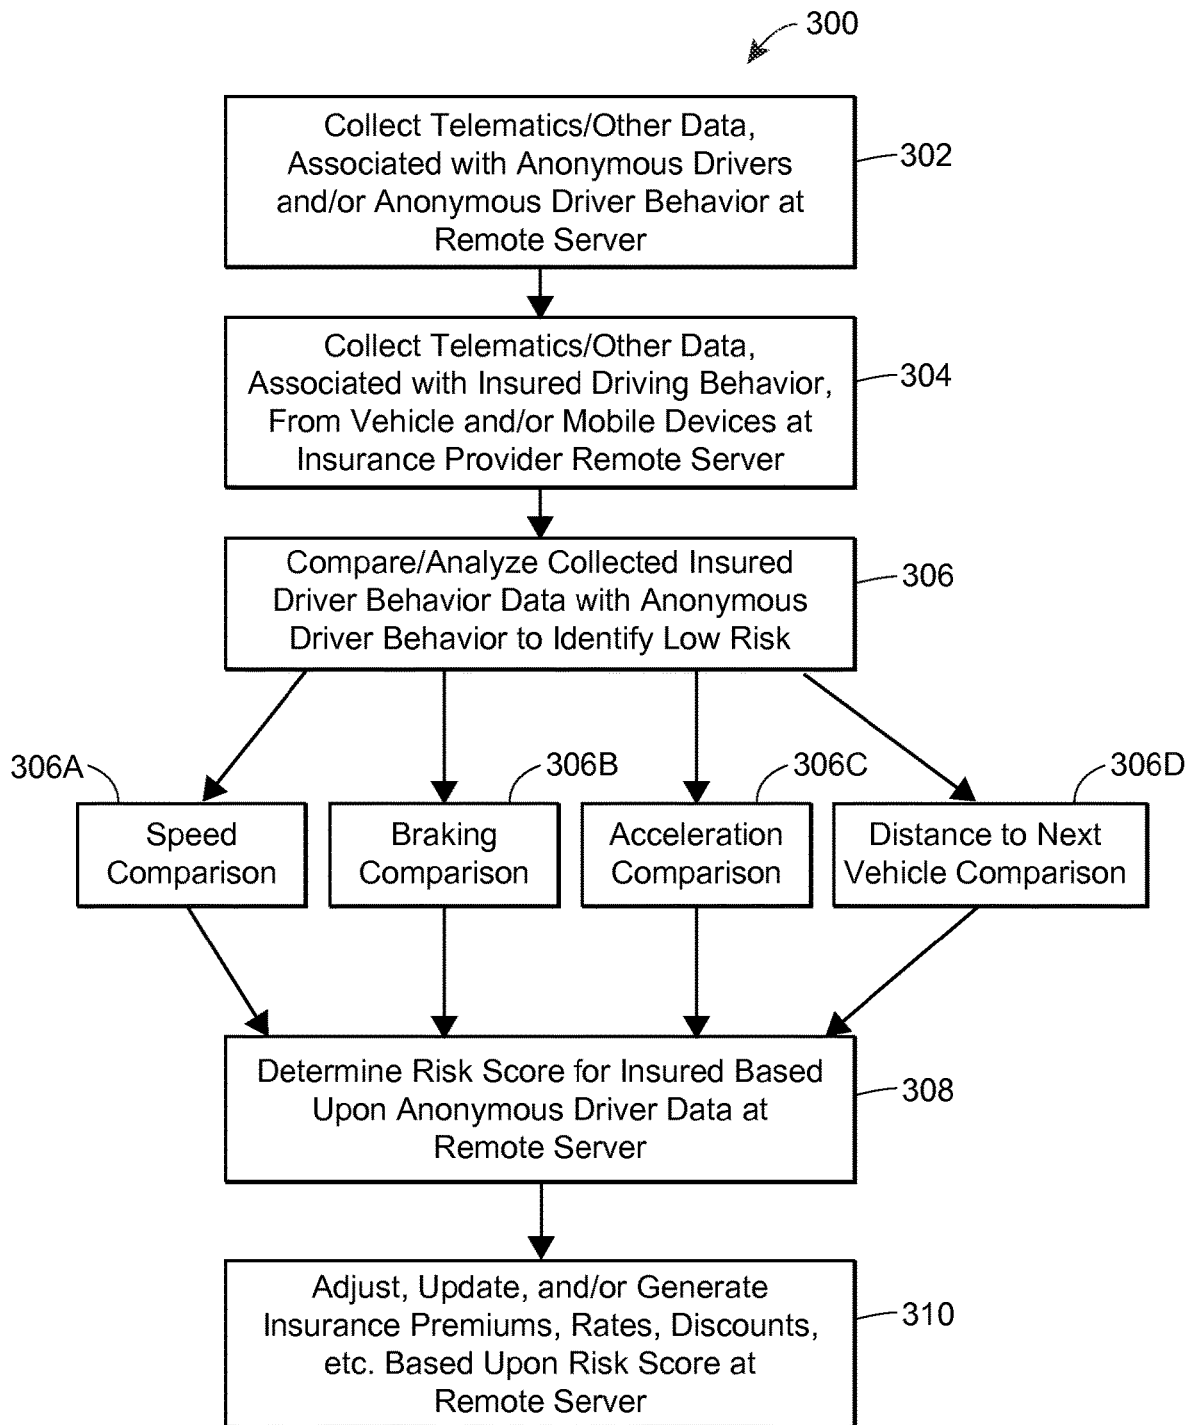 300
Collect Telematics/Other Data,
Associated with Anonymous Drivers
and/or Anonymous Driver Behavior at
Remote Server
302
Collect Telematics/Other Data,
Associated with Insured Driving Behavior,
From Vehicle and/or Mobile Devices at
Insurance Provider Remote Server
304
Compare/Analyze Collected Insured
Driver Behavior Data with Anonymous
Driver Behavior to Identify Low Risk
306
306A
Speed
Comparison
306B
Braking
Comparison
306C
Acceleration
Comparison
306D
Distance to Next
Vehicle Comparison
Determine Risk Score for Insured Based
Upon Anonymous Driver Data at
Remote Server
308
Adjust, Update, and/or Generate
Insurance Premiums, Rates, Discounts,
etc. Based Upon Risk Score at
Remote Server
310